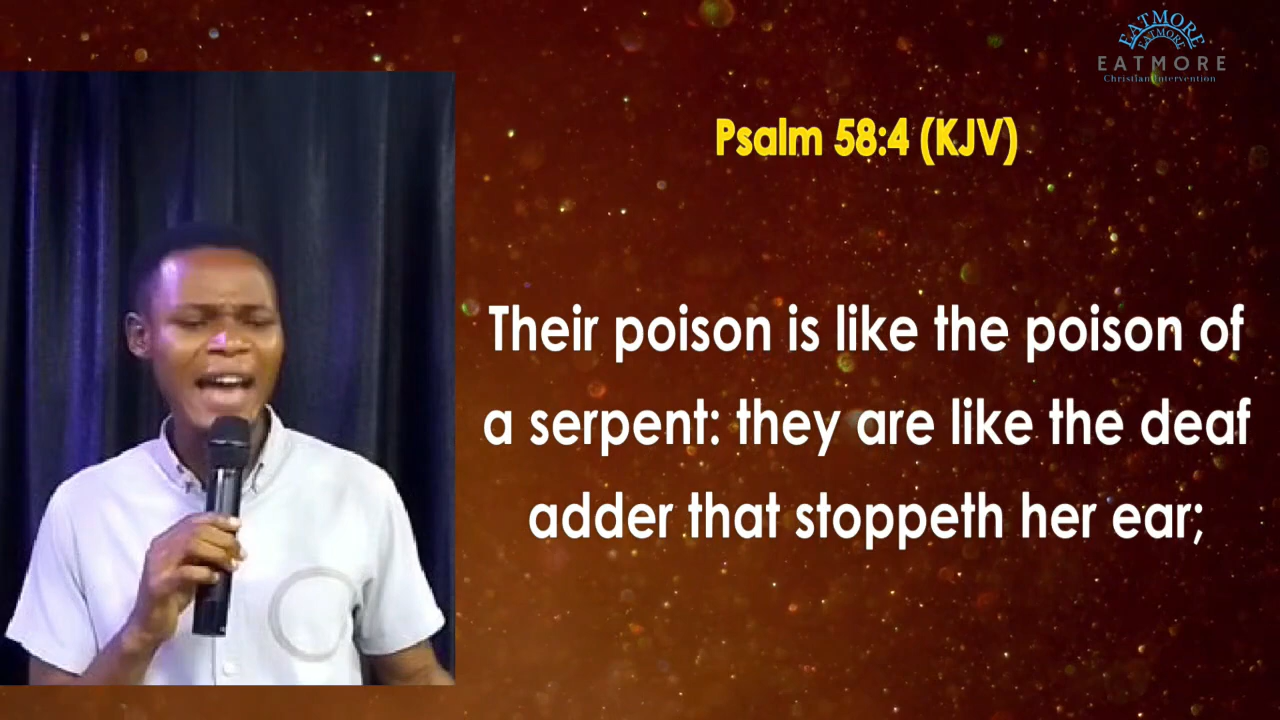 EATMORE
EATMORE
EATMORE
Christian Intervention
Psalm 58:4 (KJV)
Their poison is like the poison of
a serpent: they are like the deaf
adder that stoppeth her ear;